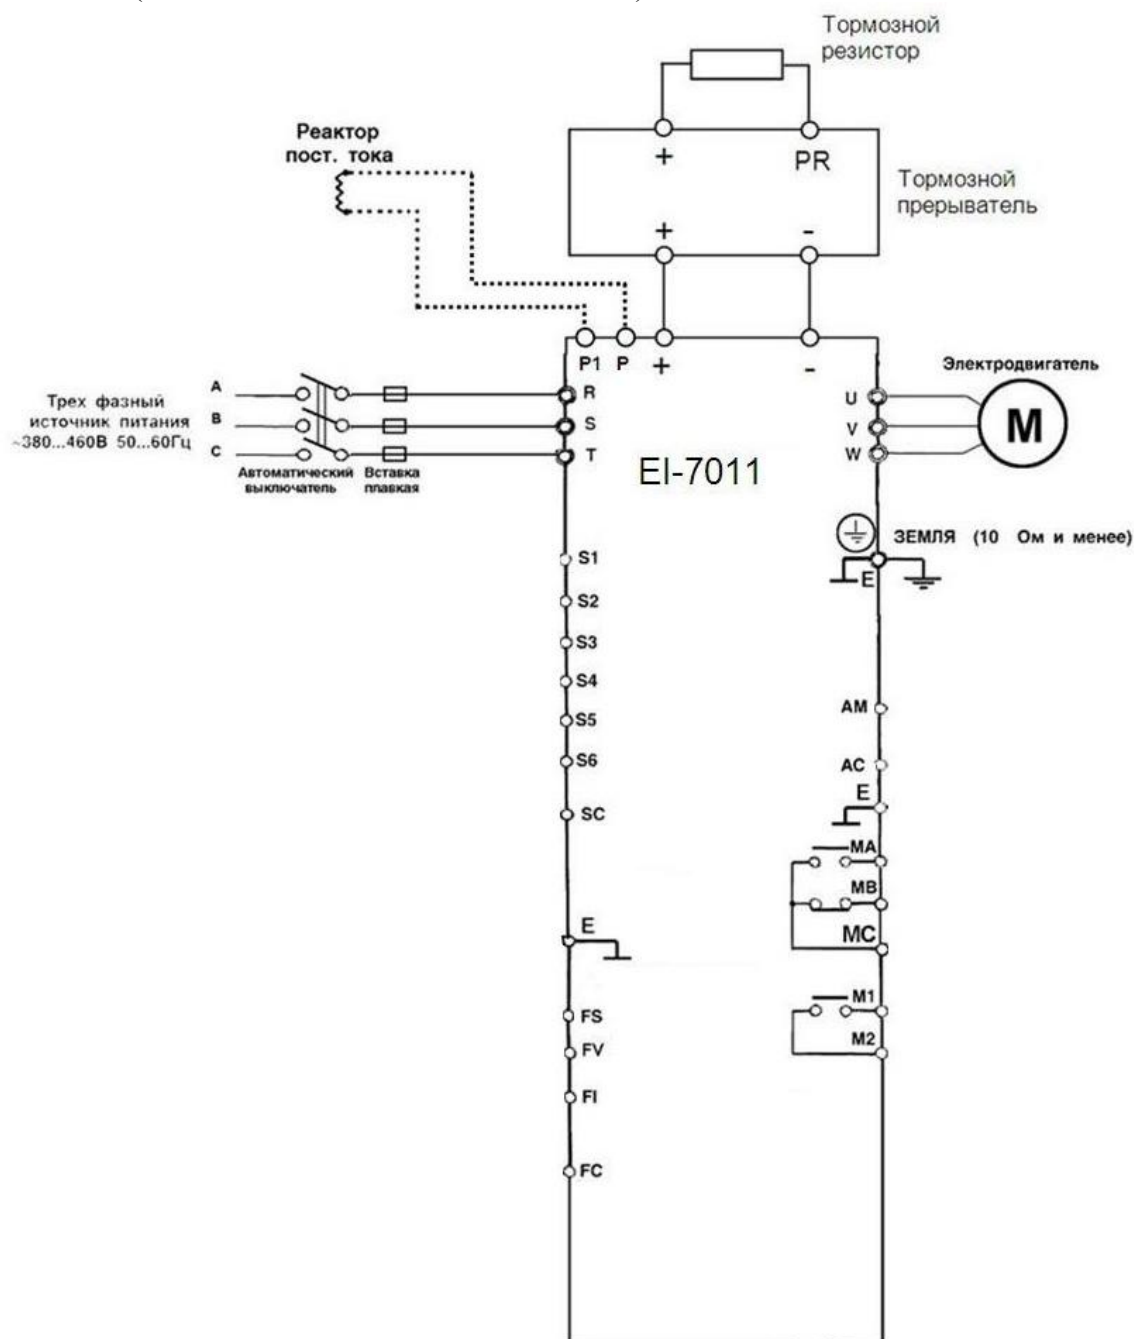 Тормозной
резистор
+
PR
Реактор
пост. тока
Тормозной
прерыватель
+
-
P1
P
+
-
Электродвигатель
Трех фазный
источник питания
~380...460В 50...60Гц
A
B
C
Автоматический
выключатель
Вставка
плавкая
R
S
T
EI-7011
U
V
W
M
ЗЕМЛЯ (10 Ом и менее)
E
S1
S2
S3
S4
S5
S6
SC
E
FS
FV
FI
FC
AM
AC
E
MA
MB
MC
M1
M2